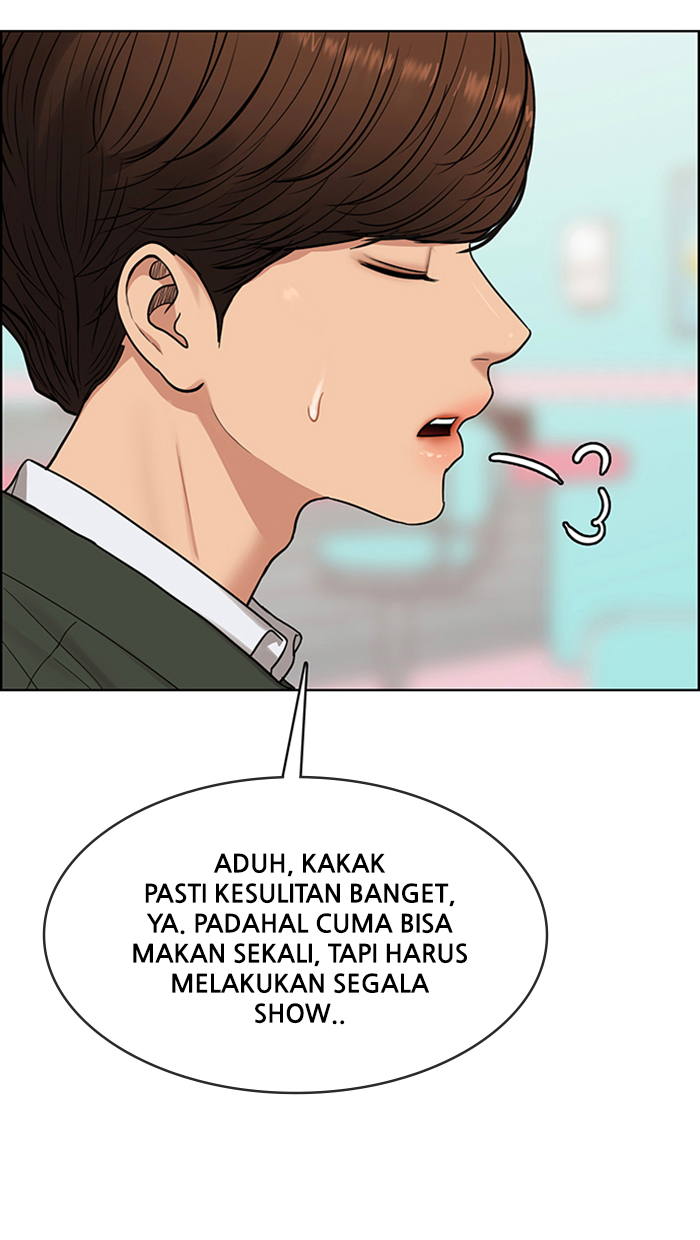 ADUH, KAKAK
PASTI KESULITAN BANGET,
YA. PADAHAL CUMA BISA
MAKAN SEKALI, TAPI HARUS
MELAKUKAN SEGALA
SHOW..